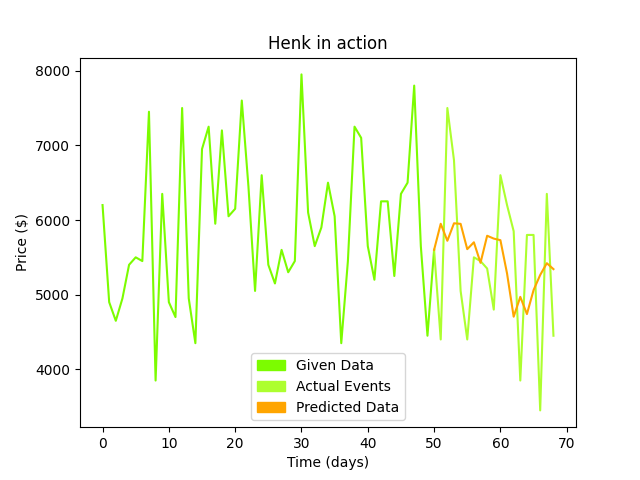 Henk in action
Price ($)
8000
7000
6000
5000
4000
Given Data
Actual Events
Predicted Data
0 10 20 30 40 50 60 70
Time (days)